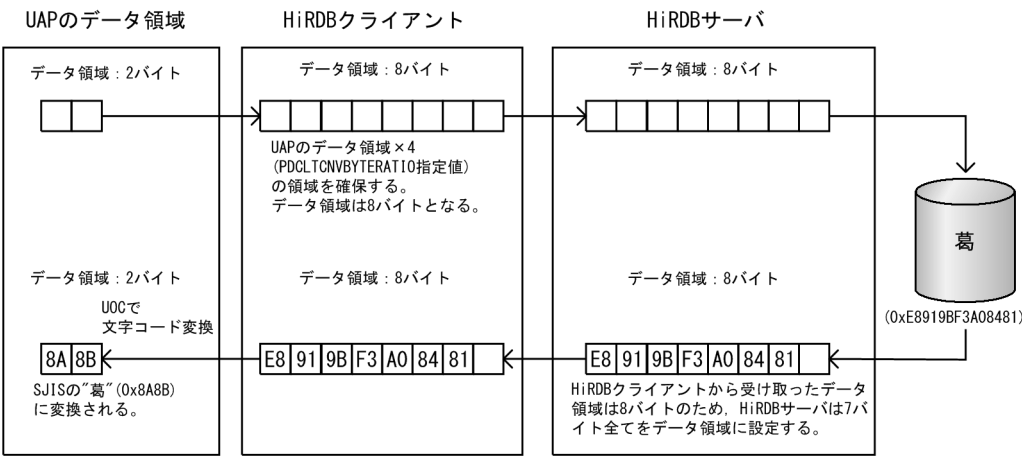 UAPのデータ領域
HiRDBクライアント
HiRDBサーバ
データ領域：2バイト
データ領域：8バイト
データ領域：8バイト
UAPのデータ領域×4
(PDCLTCNVBYTERATIO指定値)
の領域を確保する。
データ領域は8バイトとなる。
葛
(0xE8919BF3A08481)
データ領域：2バイト
データ領域：8バイト
データ領域：8バイト
UOCで
文字コード変換
8A 8B
E8 91 9B F3 A0 84 81
E8 91 9B F3 A0 84 81
SJISの"葛"(0x8A8B)
に変換される。
HiRDBクライアントから受け取ったデータ
領域は8バイトのため，HiRDBサーバは7バ
イト全てをデータ領域に設定する。